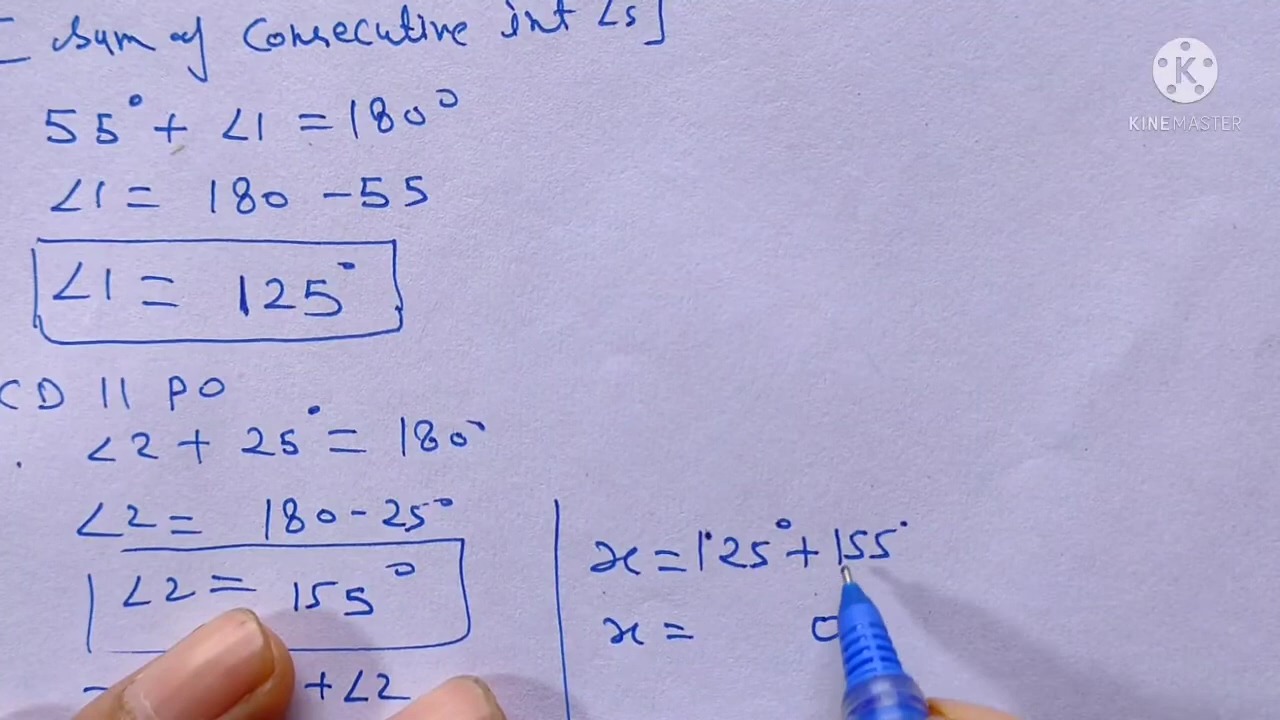 [ Sum of Consecutive int ∠s]
55° + ∠1 = 180°
∠1 = 180 - 55
∠1 = 125°
CD || PO
∠2 + 25° = 180°
∠2 = 180 - 25°
∠2 = 155°
+ ∠2
x = 125° + 155°
x = 0
K
KINEMASTER